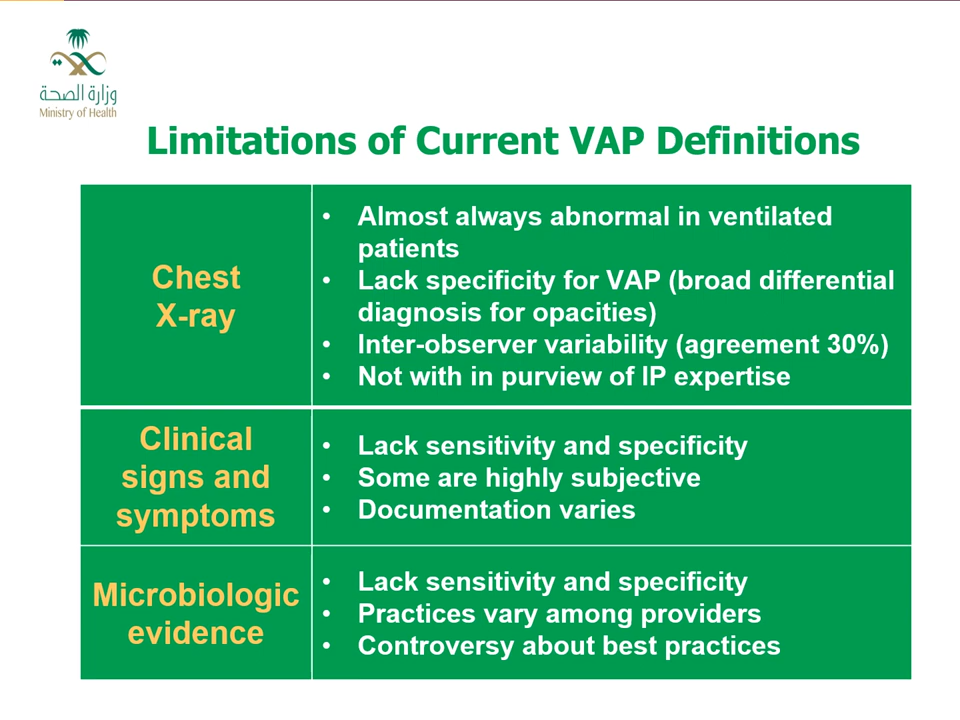 وزارة الصحة
Ministry of Health
Limitations of Current VAP Definitions
Chest
X-ray
• Almost always abnormal in ventilated
patients
• Lack specificity for VAP (broad differential
diagnosis for opacities)
• Inter-observer variability (agreement 30%)
• Not with in purview of IP expertise
Clinical
signs and
symptoms
• Lack sensitivity and specificity
• Some are highly subjective
• Documentation varies
Microbiologic
evidence
• Lack sensitivity and specificity
• Practices vary among providers
• Controversy about best practices